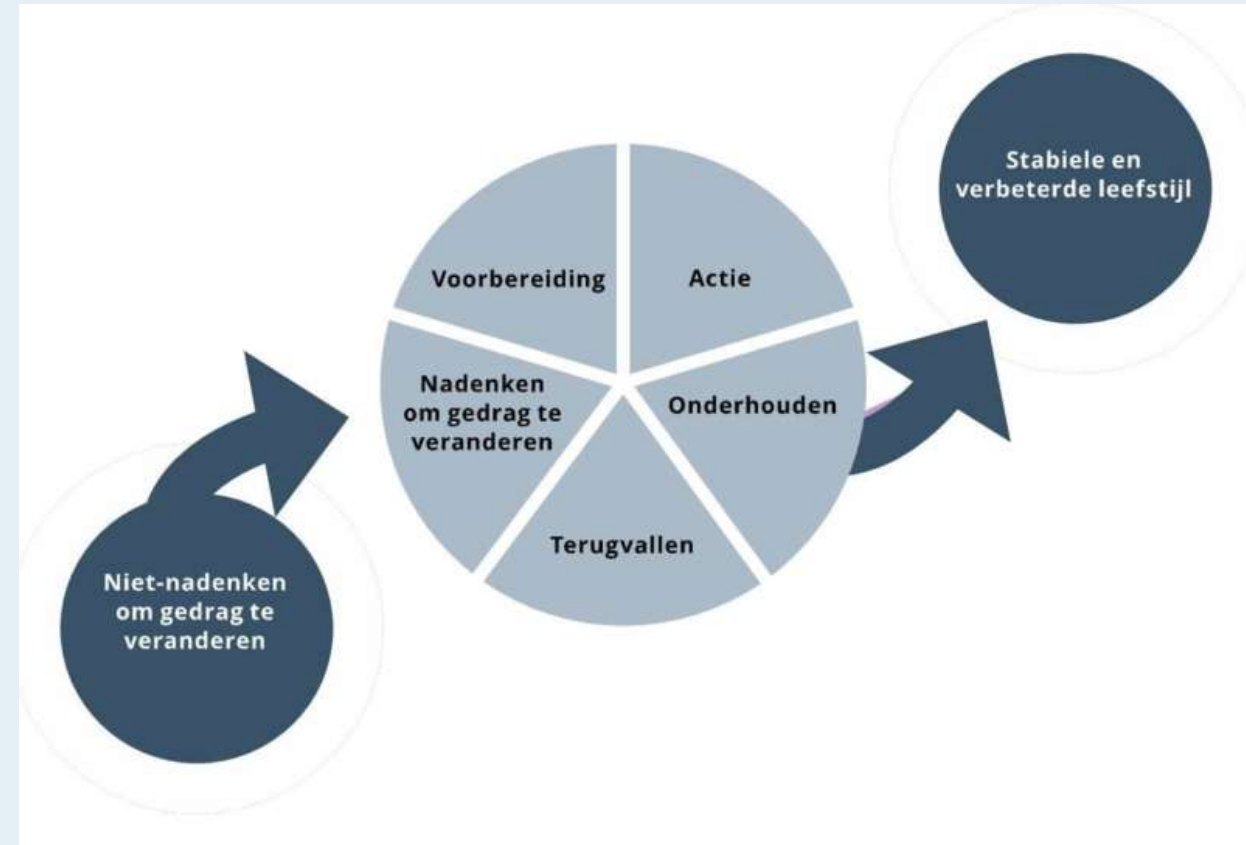 Stabiele en
verbeterde leefstijl
Voorbereiding
Actie
Nadenken
om gedrag te
veranderen
Onderhouden
Terugvallen
Niet-nadenken
om gedrag te
veranderen